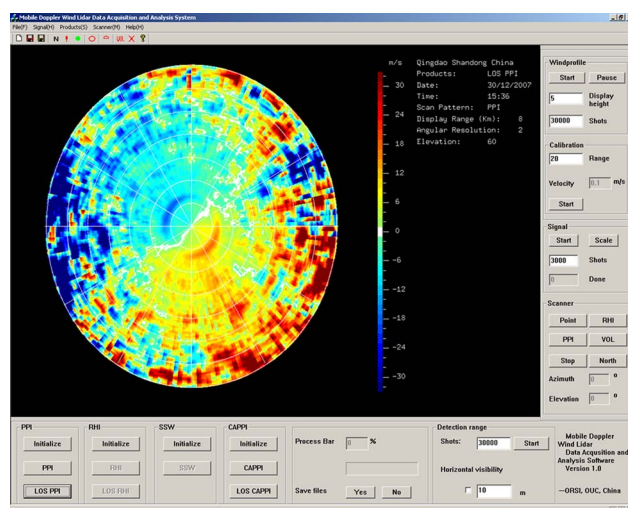 Mobile Doppler Wind Lidar Data Acquisition and Analysis System
File(F) Signal(H) Products(S) Scanner(M) Help(H)
N VOL ?
m/s
30
24
18
12
6
0
-6
-12
-18
-24
-30
Qingdao Shandong China
Products: LOS PPI
Date: 30/12/2007
Time: 15:36
Scan Pattern: PPI
Display Range (Km): 8
Angular Resolution: 2
Elevation: 60
Windprofile
Start Pause
5 Display height
30000 Shots
Calibration
20 Range
Velocity 0.1 m/s
Start
Signal
Start Scale
3000 Shots
0 Done
Scanner
Point RHI
PPI VOL
Stop North
Azimuth 0 °
Elevation 0 °
PPI
Initialize
PPI
LOS PPI
RHI
Initialize
RHI
LOS RHI
SSW
Initialize
SSW
CAPPI
Initialize
CAPPI
LOS CAPPI
Process Bar 0 %
Save files Yes No
Detection range
Shots: 30000 Start
Horizontal visibility
10 m
Mobile Doppler
Wind Lidar
Data Acqusition and
Analysis Software
Version 1.0
—ORSI, OUC, China